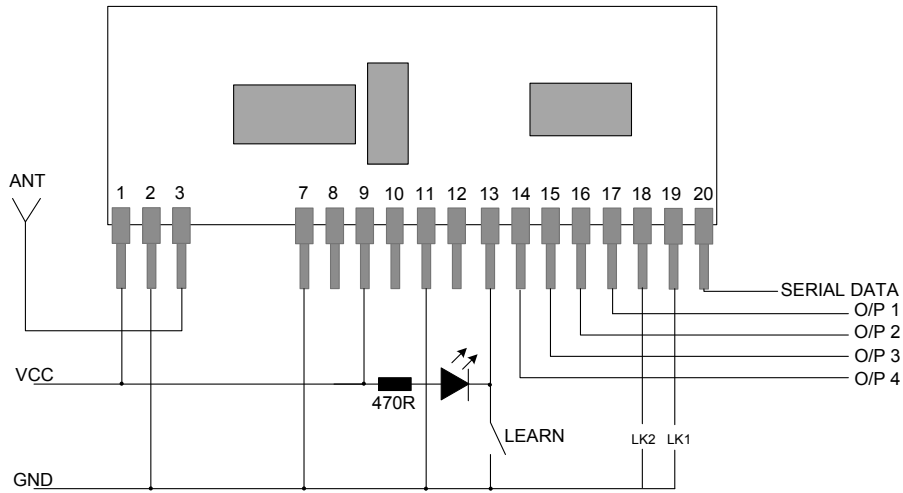 ANT
1 2 3 7 8 9 10 11 12 13 14 15 16 17 18 19 20
SERIAL DATA
O/P 1
O/P 2
O/P 3
O/P 4
VCC
470R
LEARN
LK2 LK1
GND